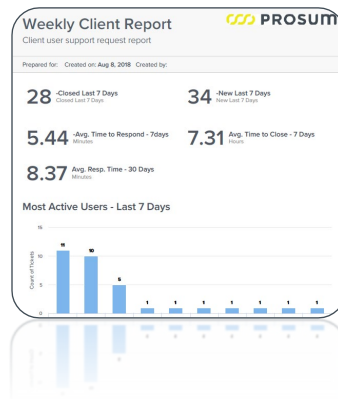 Weekly Client Report
PROSUM
Client user support request report
Prepared for: Created on: Aug 8, 2018 Created by:
28 -Closed Last 7 Days
Closed Last 7 Days
34 -New Last 7 Days
New Last 7 Days
5.44 -Avg. Time to Respond - 7days
Minutes
7.31 Avg. Time to Close - 7 Days
Hours
8.37 Avg. Resp. Time - 30 Days
Minutes
Most Active Users - Last 7 Days
Count of Tickets
15
10
5
0
11 10 5 1 1 1 1 1 1 1